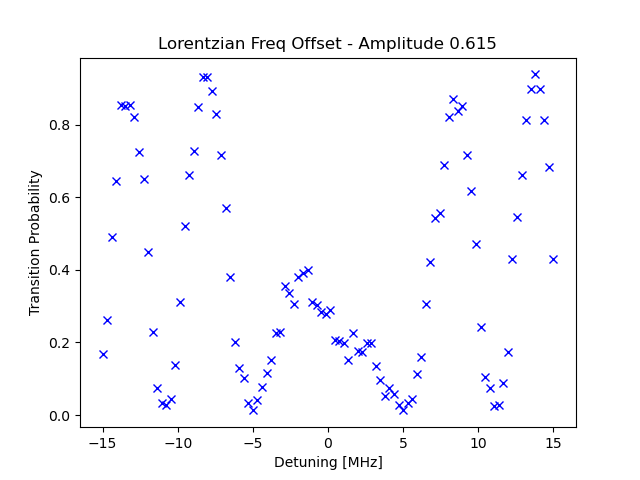 Lorentzian Freq Offset - Amplitude 0.615
Transition Probability
0.8
0.6
0.4
0.2
0.0
−15 −10 −5 0 5 10 15
Detuning [MHz]